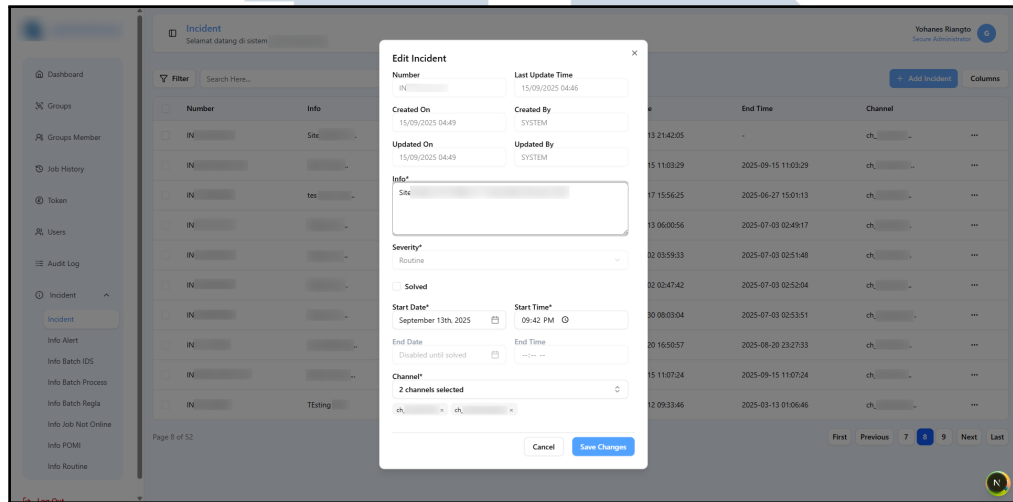 Incident
Selamat datang di sistem
Yohanes Riangto
Secure Administrator
G
Dashboard
Groups
Groups Member
Job History
Token
Users
Audit Log
Incident
Incident
Info Alert
Info Batch IDS
Info Batch Process
Info Batch Regla
Info Job Not Online
Info POMI
Info Routine
Log Out
Filter
Search Here...
+ Add Incident
Columns
Number Info e End Time Channel
IN Site .. 13 21:42:05 - ch_ .. ...
IN .. 15 11:03:29 2025-09-15 11:03:29 ch_ .. ...
IN tes .. 17 15:56:25 2025-06-27 15:01:13 ch_ ...
IN .. 13 06:00:56 2025-07-03 02:49:17 ch_ ...
IN .. 02 03:59:33 2025-07-03 02:51:48 ch_ .. ...
IN .. 02 02:47:42 2025-07-03 02:52:04 ch_ .. ...
IN .. 30 08:03:04 2025-07-03 02:53:51 ch_ .. ...
IN .. 20 16:50:57 2025-08-20 23:27:33 ch_ .. ...
IN ... 15 11:07:24 2025-09-15 11:07:24 ch_ .. ...
IN TEsting 12 09:33:46 2025-03-13 01:06:46 ch_ .. ...
Page 8 of 52
First Previous 7 8 9 Next Last
N
Edit Incident
×
Number Last Update Time
IN 15/09/2025 04:46
Created On Created By
15/09/2025 04:49 SYSTEM
Updated On Updated By
15/09/2025 04:49 SYSTEM
Info*
Site
Severity*
Routine
Solved
Start Date* Start Time*
September 13th, 2025 09:42 PM
End Date End Time
Disabled until solved --:-- --
Channel*
2 channels selected
ch_ × ch_ ×
Cancel Save Changes